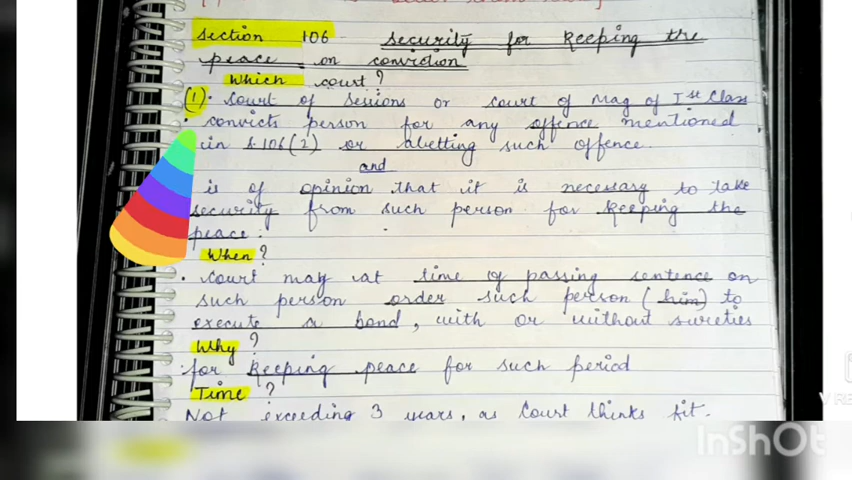 Section 106 security for keeping the
peace on conviction
Which court?
(1) • Court of Sessions or court of Mag of Ist Class
• convicts person for any offence mentioned
in s. 106(2) or abetting such offence.
and
is of opinion that it is necessary to take
security from such person for keeping the
peace.
When?
• Court may at time of passing sentence on
such person order such person (him) to
execute a bond, with or without sureties
Why?
for keeping peace for such period
Time?
Not exceeding 3 years, as Court thinks fit.
InShOt